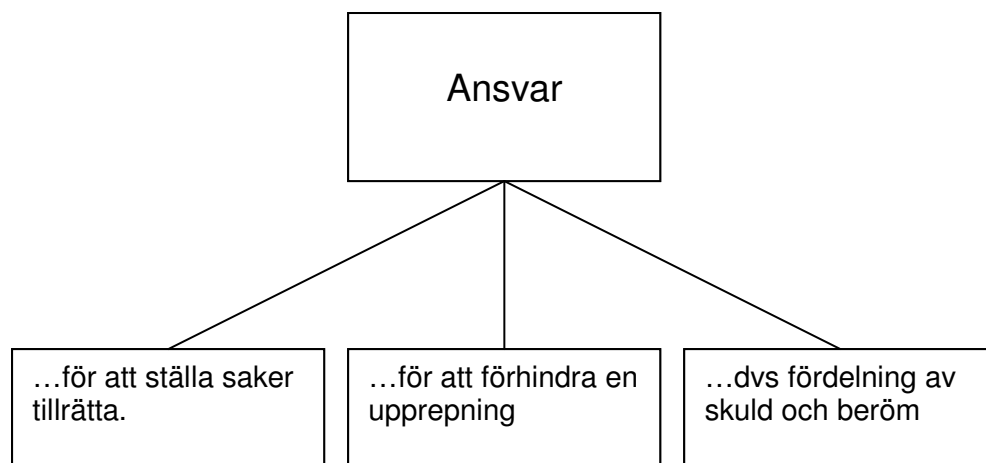 Ansvar
…för att ställa saker
tillrätta.
…för att förhindra en
upprepning
…dvs fördelning av
skuld och beröm